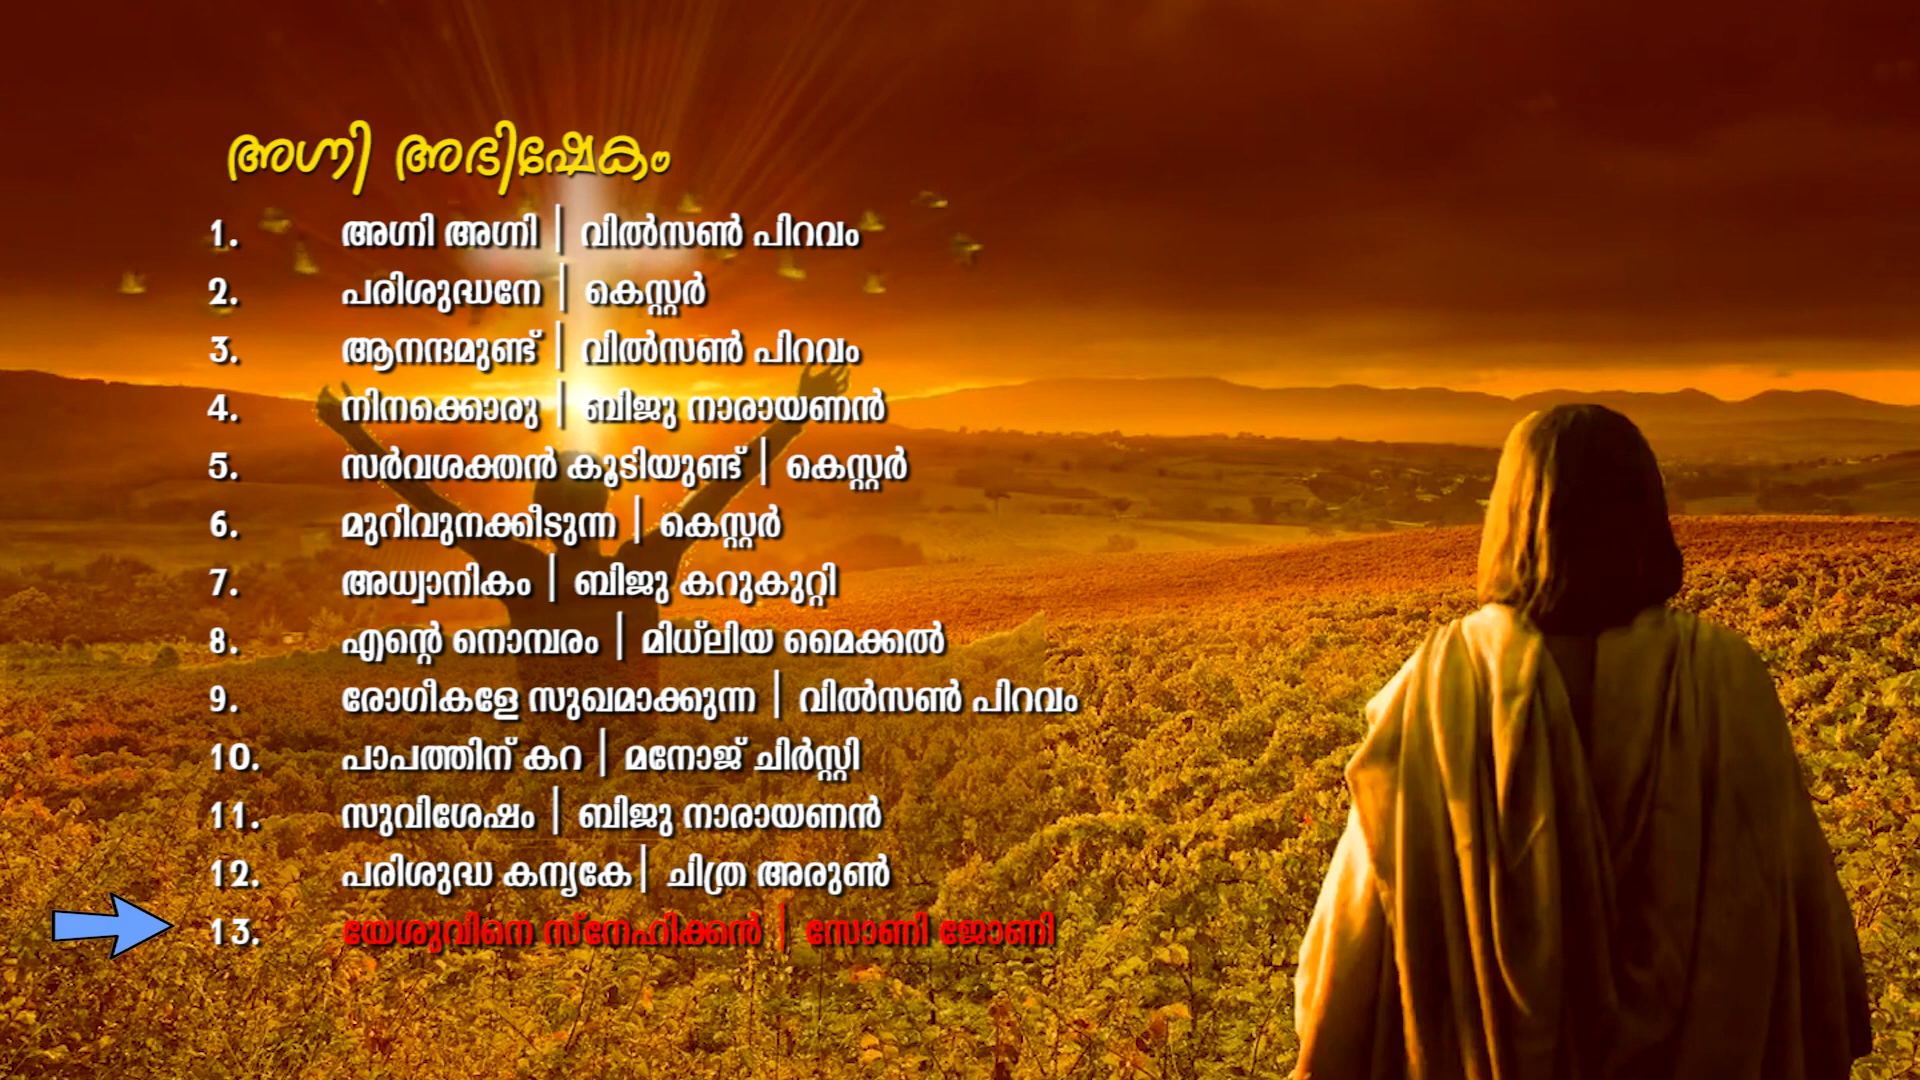 അഗ്നി അഭിഷേകം
1. അഗ്നി അഗ്നി | വിൽസൺ പിറവം
2. പരിശുദ്ധനേ | കെസ്റ്റർ
3. ആനന്ദമുണ്ട് | വിൽസൺ പിറവം
4. നിനക്കൊരു | ബിജു നാരായണൻ
5. സർവശക്തൻ കൂടിയുണ്ട് | കെസ്റ്റർ
6. മുറിവുനക്കീടുന്ന | കെസ്റ്റർ
7. അധ്വാനികം | ബിജു കറുകുറ്റി
8. എന്റെ നൊമ്പരം | മിധ്ലിയ മൈക്കൽ
9. രോഗീകളേ സുഖമാക്കുന്ന | വിൽസൺ പിറവം
10. പാപത്തിന് കറ | മനോജ് ചിർസ്റ്റി
11. സുവിശേഷം | ബിജു നാരായണൻ
12. പരിശുദ്ധ കന്യകേ | ചിത്ര അരുൺ
13. യേശുവിനെ സ്നേഹിക്കൻ | സോണി ജോണി